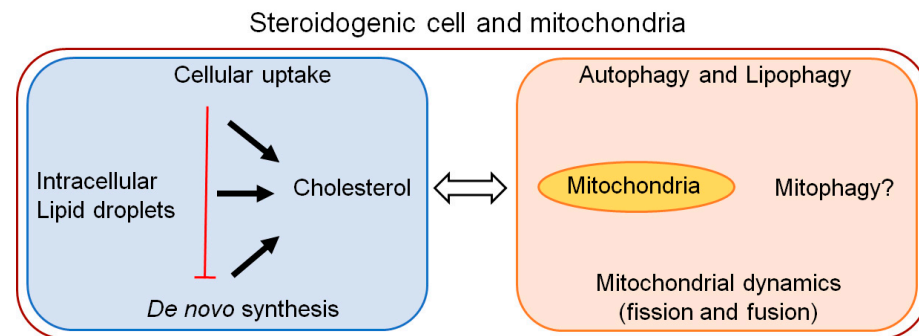 Steroidogenic cell and mitochondria
Cellular uptake
Intracellular
Lipid droplets
Cholesterol
De novo synthesis
Autophagy and Lipophagy
Mitochondria
Mitophagy?
Mitochondrial dynamics
(fission and fusion)